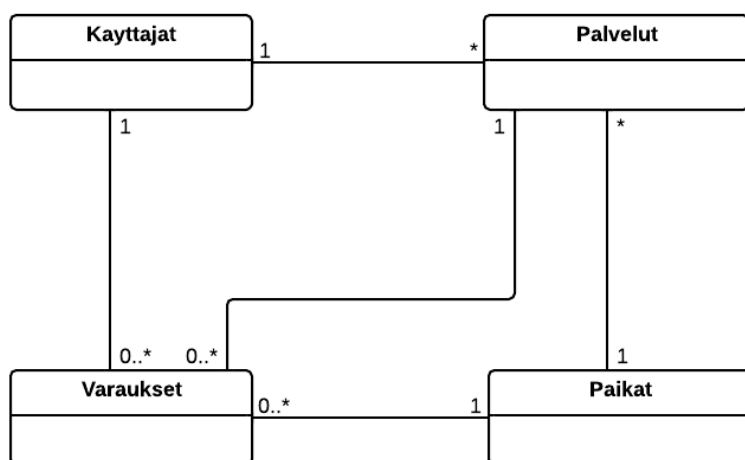 Kayttajat
Palvelut
1
*
1
1
*
0..*
0..*
1
Varaukset
Paikat
0..*
1